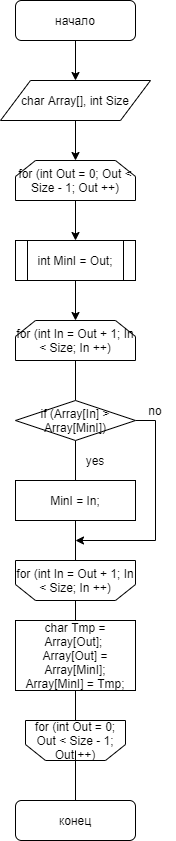 начало
char Array[], int Size
for (int Out = 0; Out <
Size - 1; Out ++)
int MinI = Out;
for (int In = Out + 1; In
< Size; In ++)
if (Array[In] >
Array[MinI])
no
yes
MinI = In;
for (int In = Out + 1; In
< Size; In ++)
char Tmp =
Array[Out];
Array[Out] =
Array[MinI];
Array[MinI] = Tmp;
for (int Out = 0;
Out < Size - 1;
Out ++)
конец